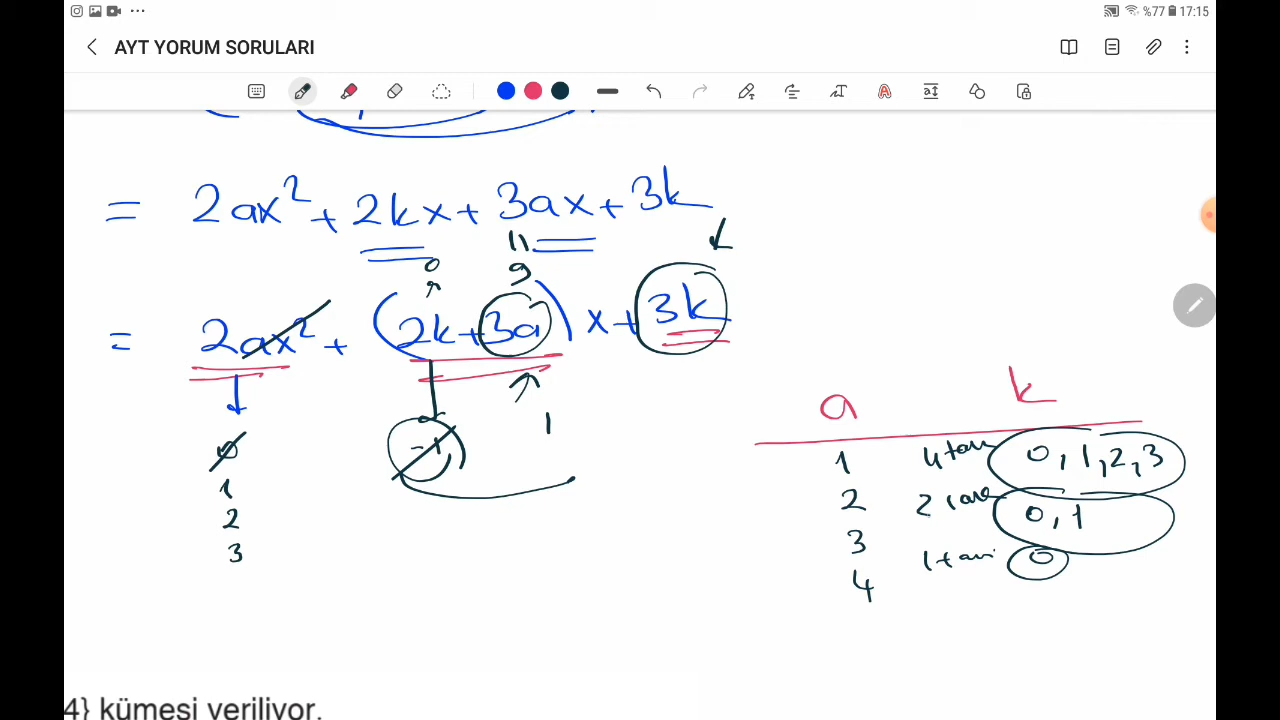 %77 17:15
AYT YORUM SORULARI
= 2ax² + 2kx + 3ax + 3k
0 9
= 2ax² + (2k+3a) x + 3k
0 -1 1
1
2
3
a k
1 4 tane 0, 1, 2, 3
2 2 tane 0, 1
3 1 tane 0
4
4} kümesi veriliyor.